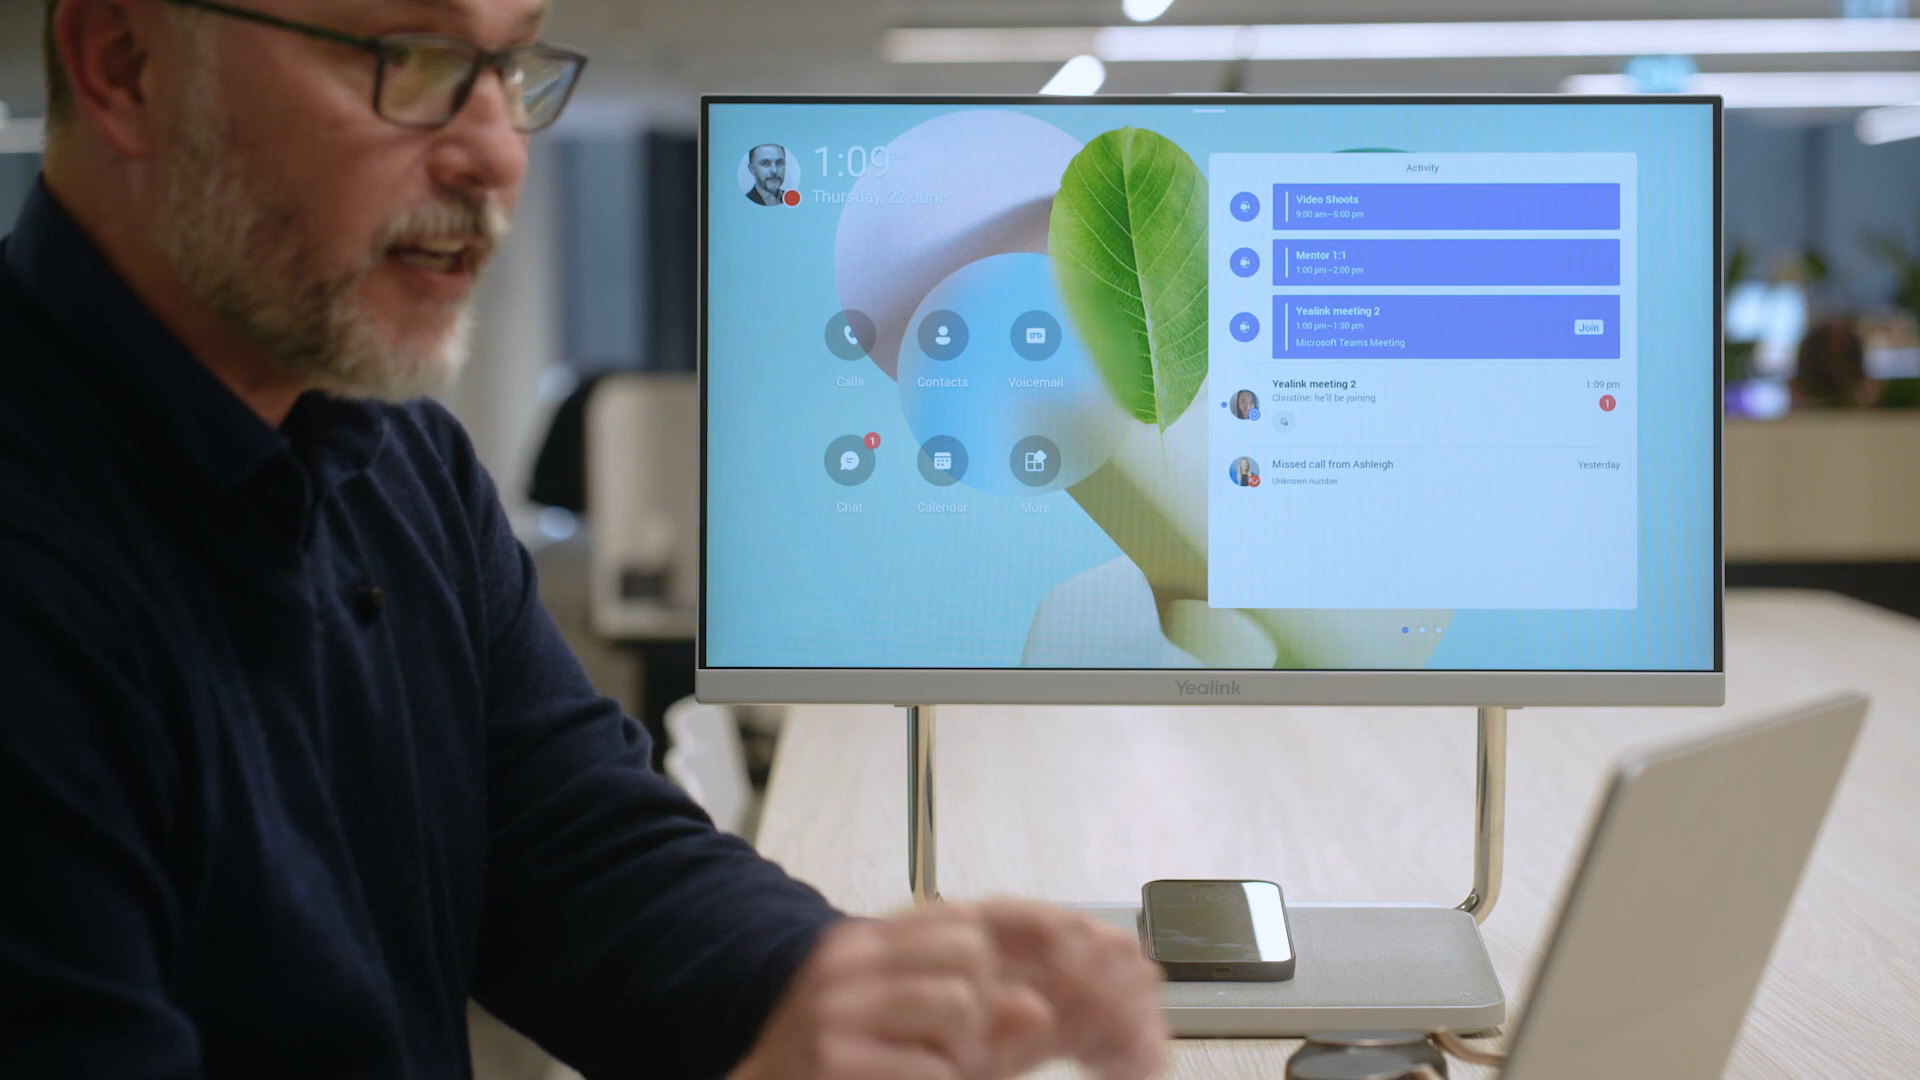 1:09
Thursday, 22 June
Calls
Contacts
Voicemail
1
Chat
Calendar
More
Activity
Video Shoots
9:00 am—5:00 pm
Mentor 1:1
1:00 pm—2:00 pm
Yealink meeting 2
1:00 pm—1:30 pm
Join
Microsoft Teams Meeting
Yealink meeting 2
1:09 pm
Christine: he'll be joining
1
Missed call from Ashleigh
Yesterday
Unknown number
Yealink
1:09